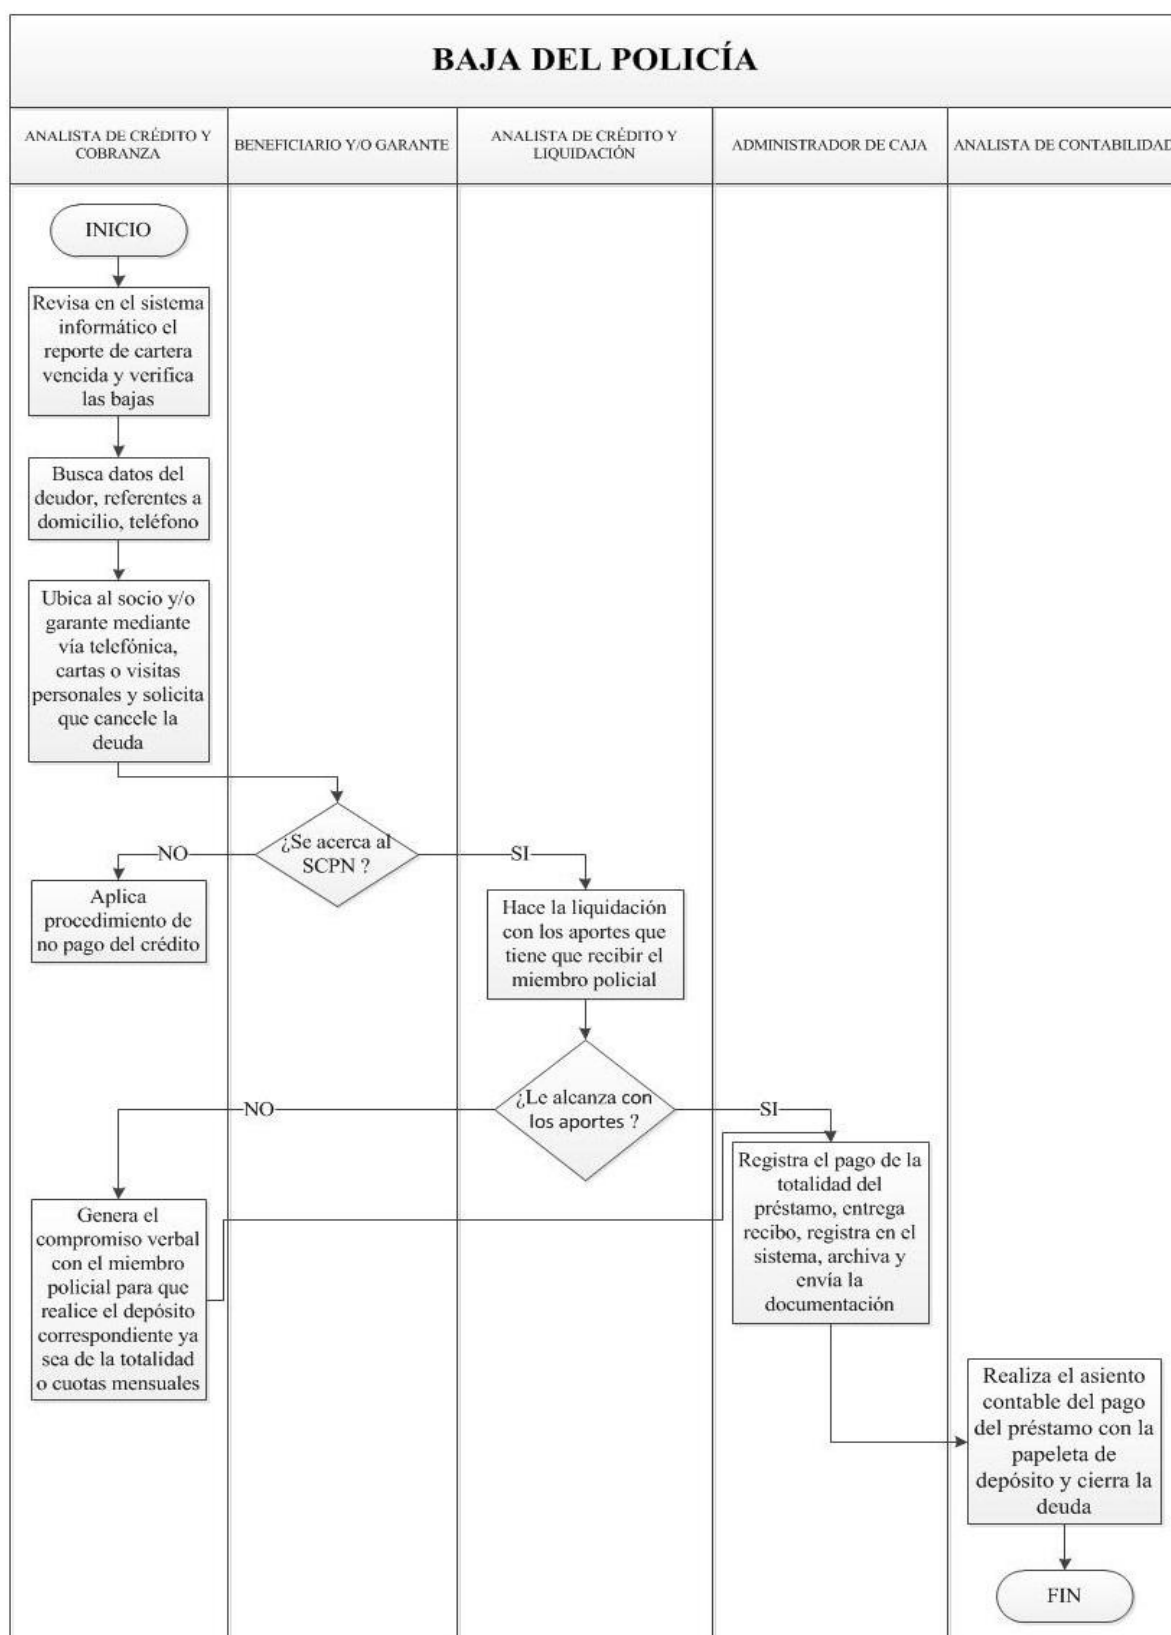 BAJA DEL POLICÍA
ANALISTA DE CRÉDITO Y
COBRANZA
BENEFICIARIO Y/O GARANTE
ANALISTA DE CRÉDITO Y
LIQUIDACIÓN
ADMINISTRADOR DE CAJA
ANALISTA DE CONTABILIDAD
INICIO
Revisa en el sistema
informático el
reporte de cartera
vencida y verifica
las bajas
Busca datos del
deudor, referentes a
domicilio, teléfono
Ubica al socio y/o
garante mediante
vía telefónica,
cartas o visitas
personales y solicita
que cancele la
deuda
¿Se acerca al
SCPN ?
NO
SI
Aplica
procedimiento de
no pago del crédito
Hace la liquidación
con los aportes que
tiene que recibir el
miembro policial
¿Le alcanza con
los aportes ?
NO
SI
Genera el
compromiso verbal
con el miembro
policial para que
realice el depósito
correspondiente ya
sea de la totalidad
o cuotas mensuales
Registra el pago de la
totalidad del
préstamo, entrega
recibo, registra en el
sistema, archiva y
envía la
documentación
Realiza el asiento
contable del pago
del préstamo con la
papeleta de
depósito y cierra la
deuda
FIN